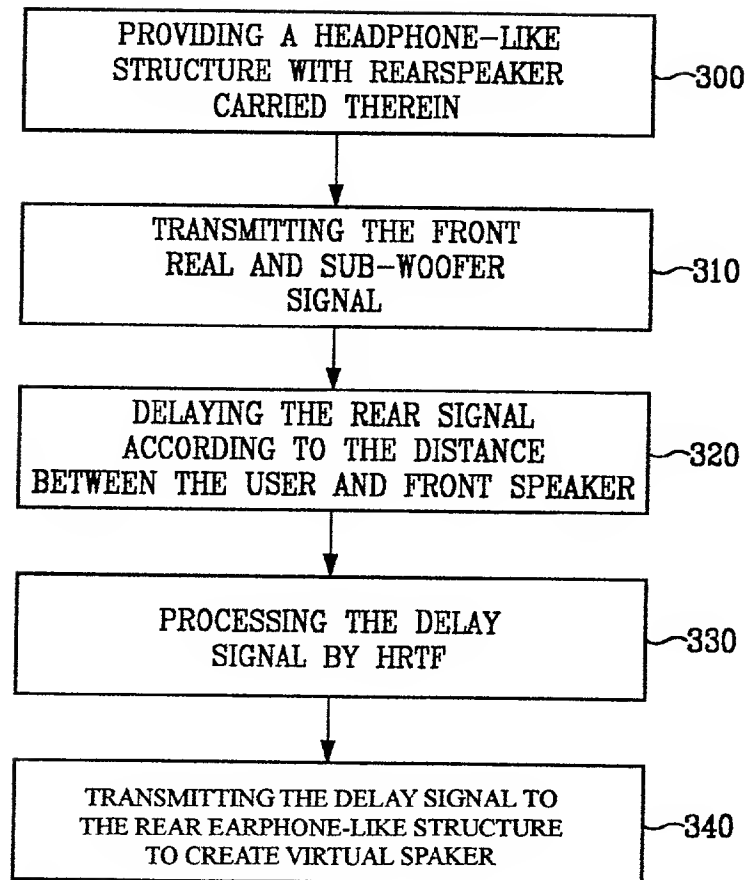 PROVIDING A HEADPHONE-LIKE
STRUCTURE WITH REARSPEAKER
CARRIED THEREIN
300
TRANSMITTING THE FRONT
REAL AND SUB-WOOFER
SIGNAL
310
DELAYING THE REAR SIGNAL
ACCORDING TO THE DISTANCE
BETWEEN THE USER AND FRONT SPEAKER
320
PROCESSING THE DELAY
SIGNAL BY HRTF
330
TRANSMITTING THE DELAY SIGNAL TO
THE REAR EARPHONE-LIKE STRUCTURE
TO CREATE VIRTUAL SPAKER
340